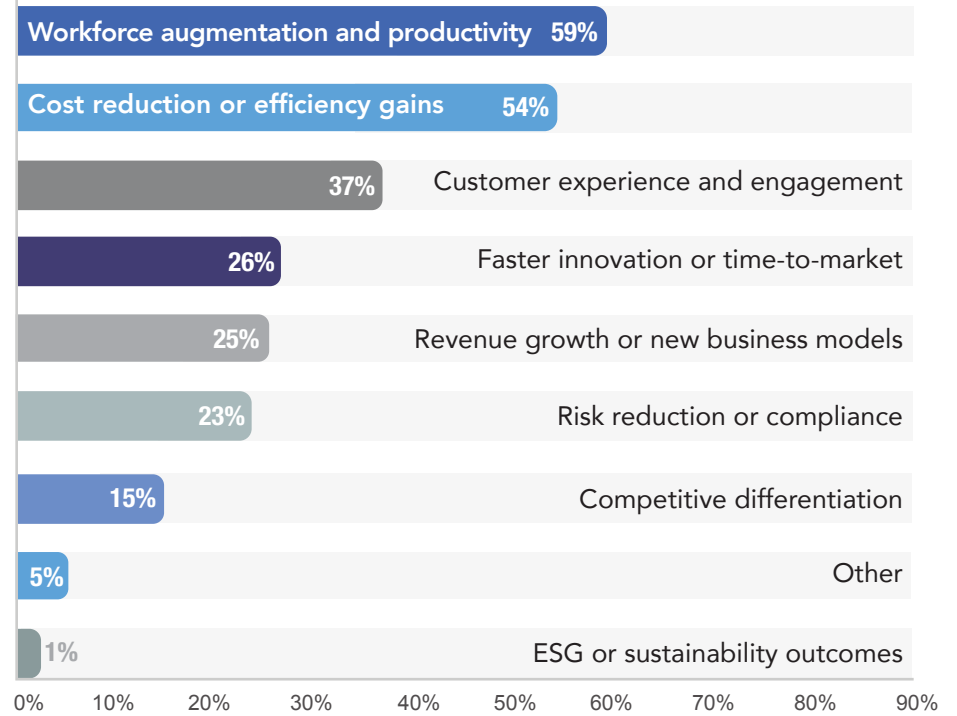 Workforce augmentation and productivity 59%
Cost reduction or efficiency gains 54%
37% Customer experience and engagement
26% Faster innovation or time-to-market
25% Revenue growth or new business models
23% Risk reduction or compliance
15% Competitive differentiation
5% Other
1% ESG or sustainability outcomes
0% 10% 20% 30% 40% 50% 60% 70% 80% 90%